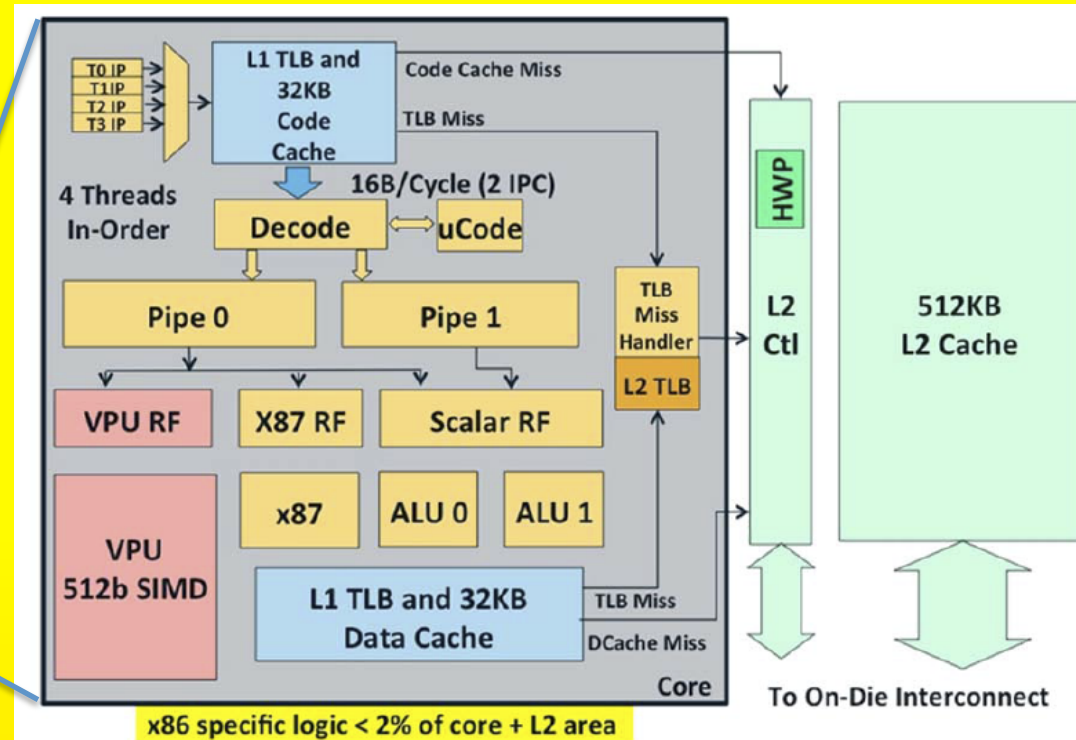 T0 IP
T1IP
T2 IP
T3 IP
4 Threads
In-Order
L1 TLB and
32KB
Code
Cache
Code Cache Miss
TLB Miss
16B/Cycle (2 IPC)
Decode
uCode
Pipe 0
Pipe 1
TLB
Miss
Handler
L2 TLB
VPU RF
X87 RF
Scalar RF
x87
ALU 0
ALU 1
VPU
512b SIMD
L1 TLB and 32KB
Data Cache
TLB Miss
DCache Miss
Core
HWP
L2
Ctl
512KB
L2 Cache
To On-Die Interconnect
x86 specific logic < 2% of core + L2 area